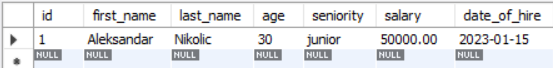 id first_name last_name age seniority salary date_of_hire
1 Aleksandar Nikolic 30 junior 50000.00 2023-01-15
NULL NULL NULL NULL NULL NULL NULL